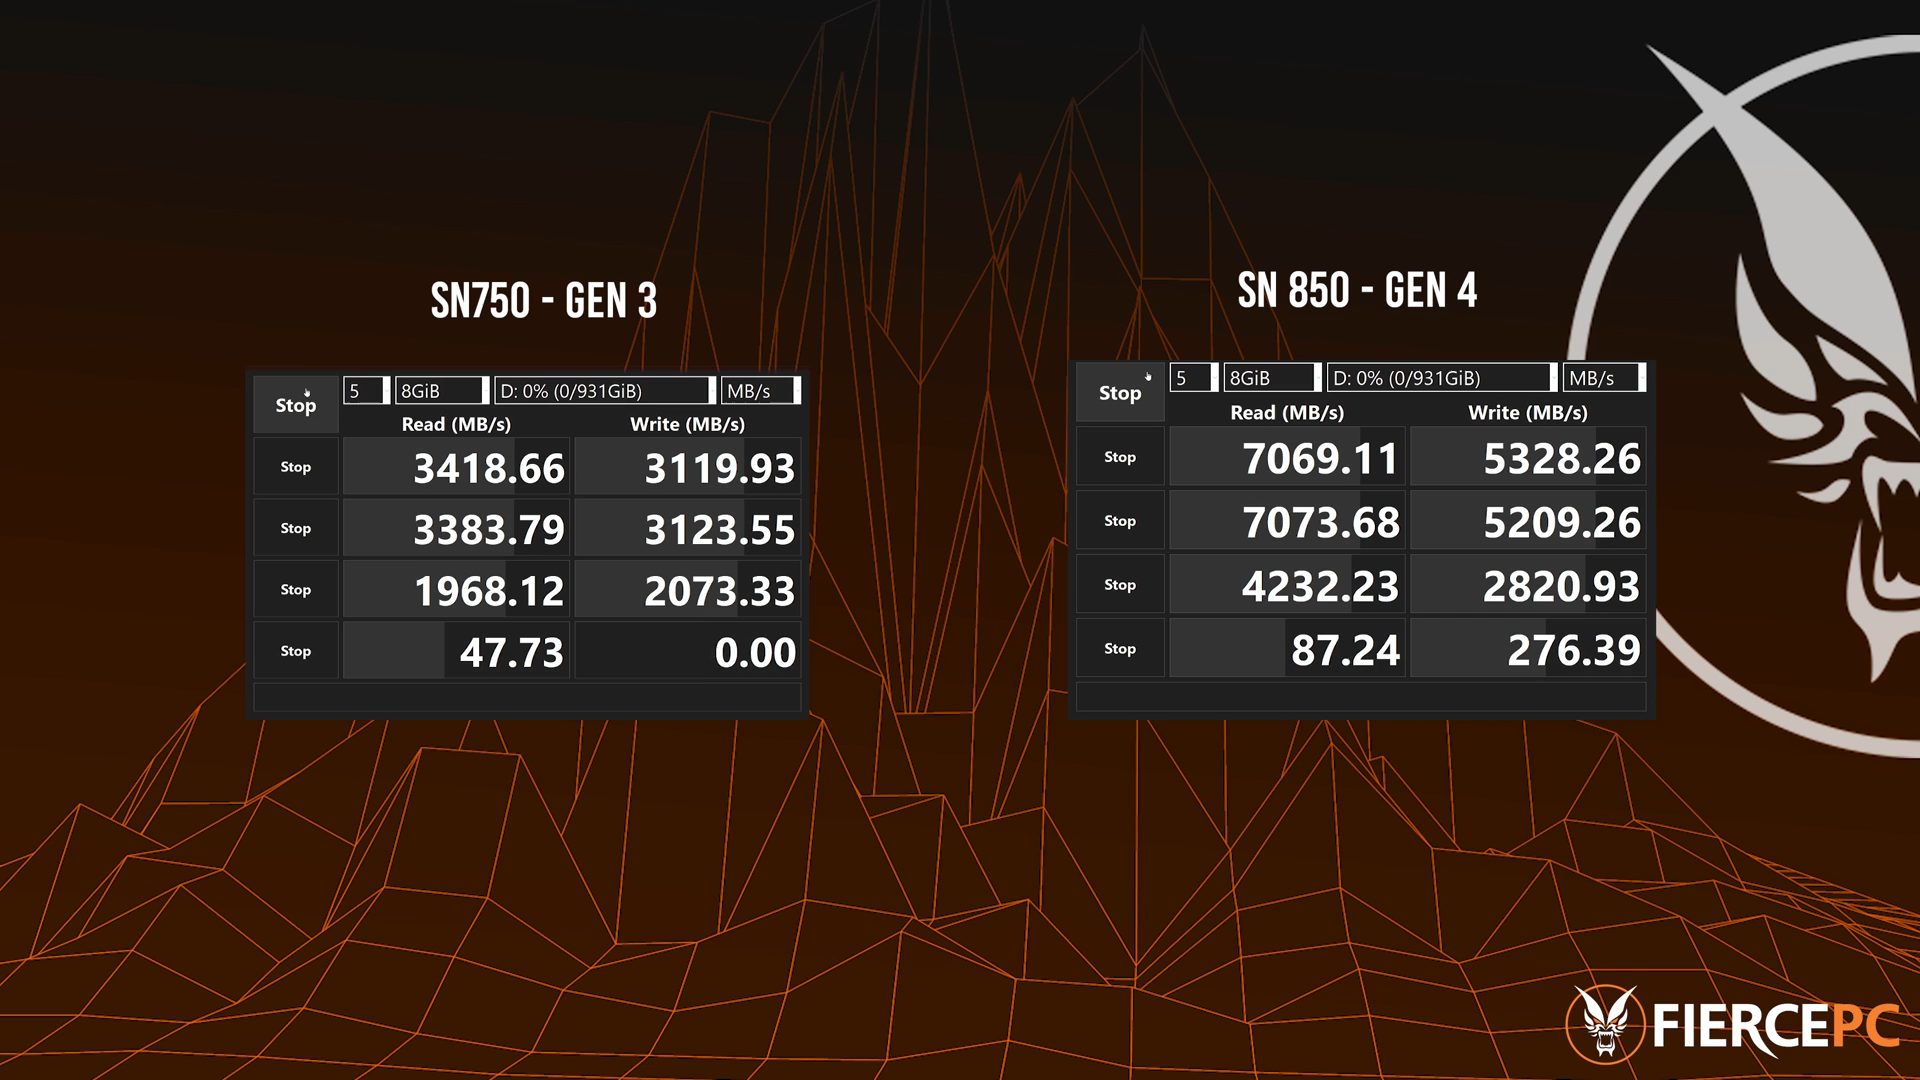 SN750 - GEN 3
Stop 5 8GiB D: 0% (0/931GiB) MB/s
Read (MB/s) Write (MB/s)
Stop 3418.66 3119.93
Stop 3383.79 3123.55
Stop 1968.12 2073.33
Stop 47.73 0.00
SN 850 - GEN 4
Stop 5 8GiB D: 0% (0/931GiB) MB/s
Read (MB/s) Write (MB/s)
Stop 7069.11 5328.26
Stop 7073.68 5209.26
Stop 4232.23 2820.93
Stop 87.24 276.39
FIERCEPC